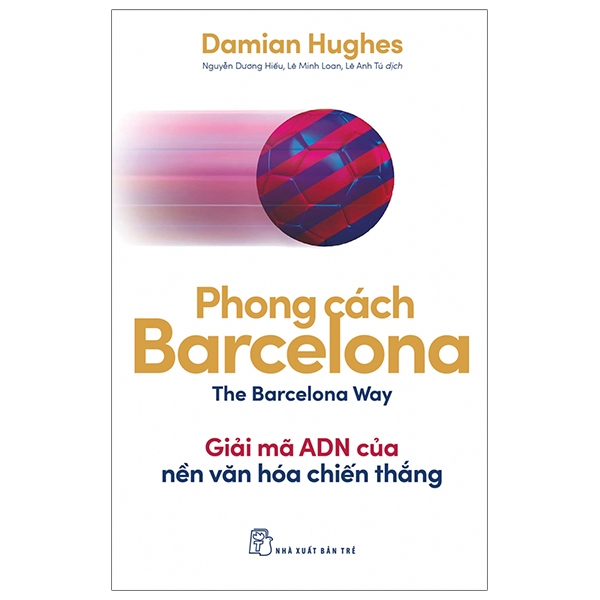 Damian Hughes
Nguyễn Dương Hiếu, Lê Minh Loan, Lê Anh Tú dịch
Phong cách
Barcelona
The Barcelona Way
Giải mã ADN của
nền văn hóa chiến thắng
NHÀ XUẤT BẢN TRẺ